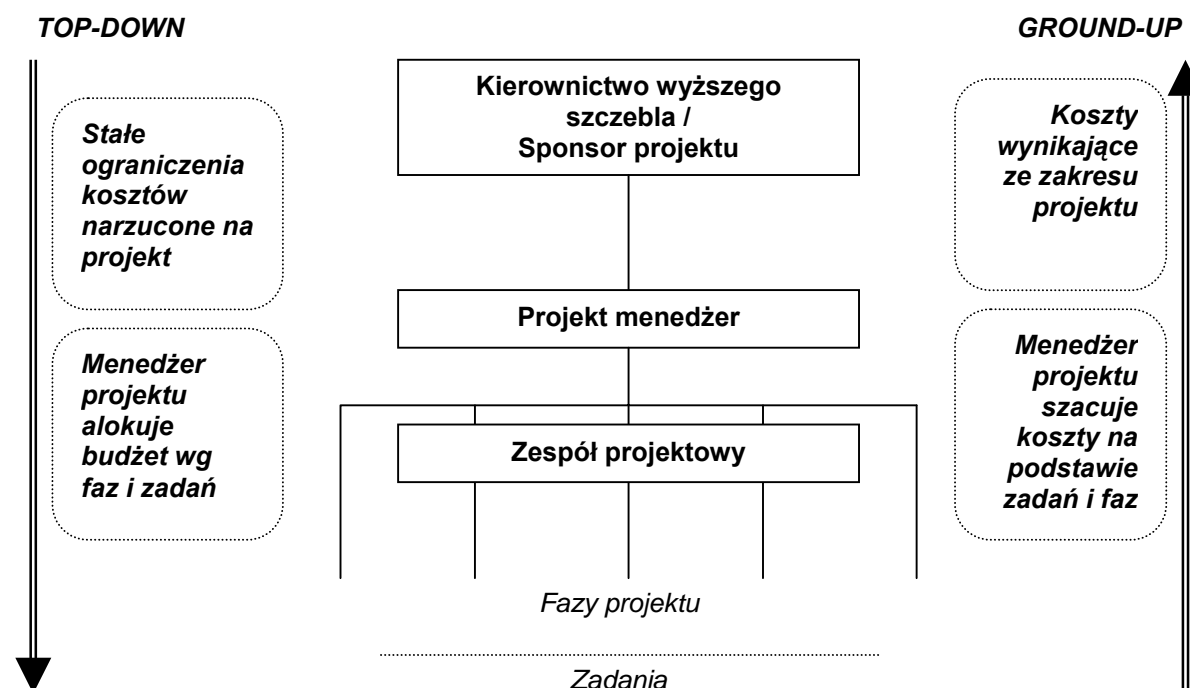 TOP-DOWN
GROUND-UP
Kierownictwo wyższego
szczebla /
Sponsor projektu
Stałe
ograniczenia
kosztów
narzucone na
projekt
Koszty
wynikające
ze zakresu
projektu
Projekt menedżer
Menedżer
projektu
alokuje
budżet wg
faz i zadań
Menedżer
projektu
szacuje
koszty na
podstawie
zadań i faz
Zespół projektowy
Fazy projektu
Zadania